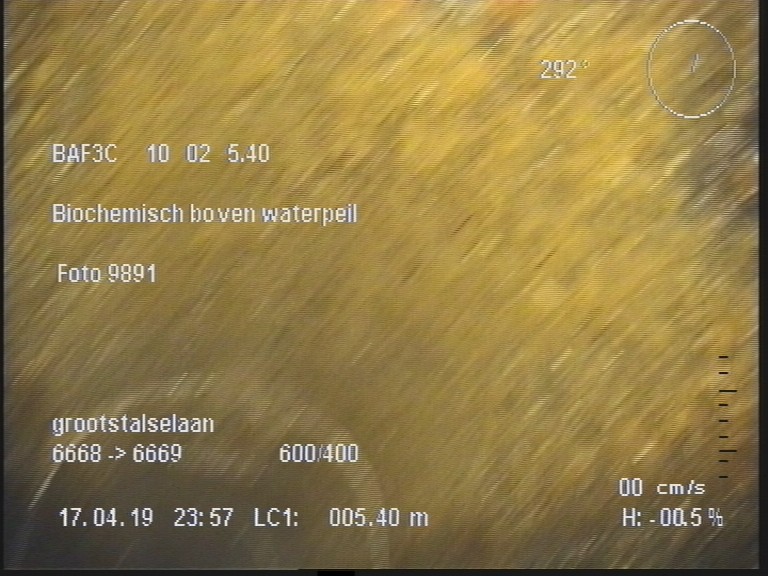 292°
BAF3C 10 02 5.40
Biochemisch boven waterpeil
Foto 9891
grootstalselaan
6668 -> 6669 600/400
00 cm/s
17.04.19 23:57 LC1: 005.40 m H: -00.5 %